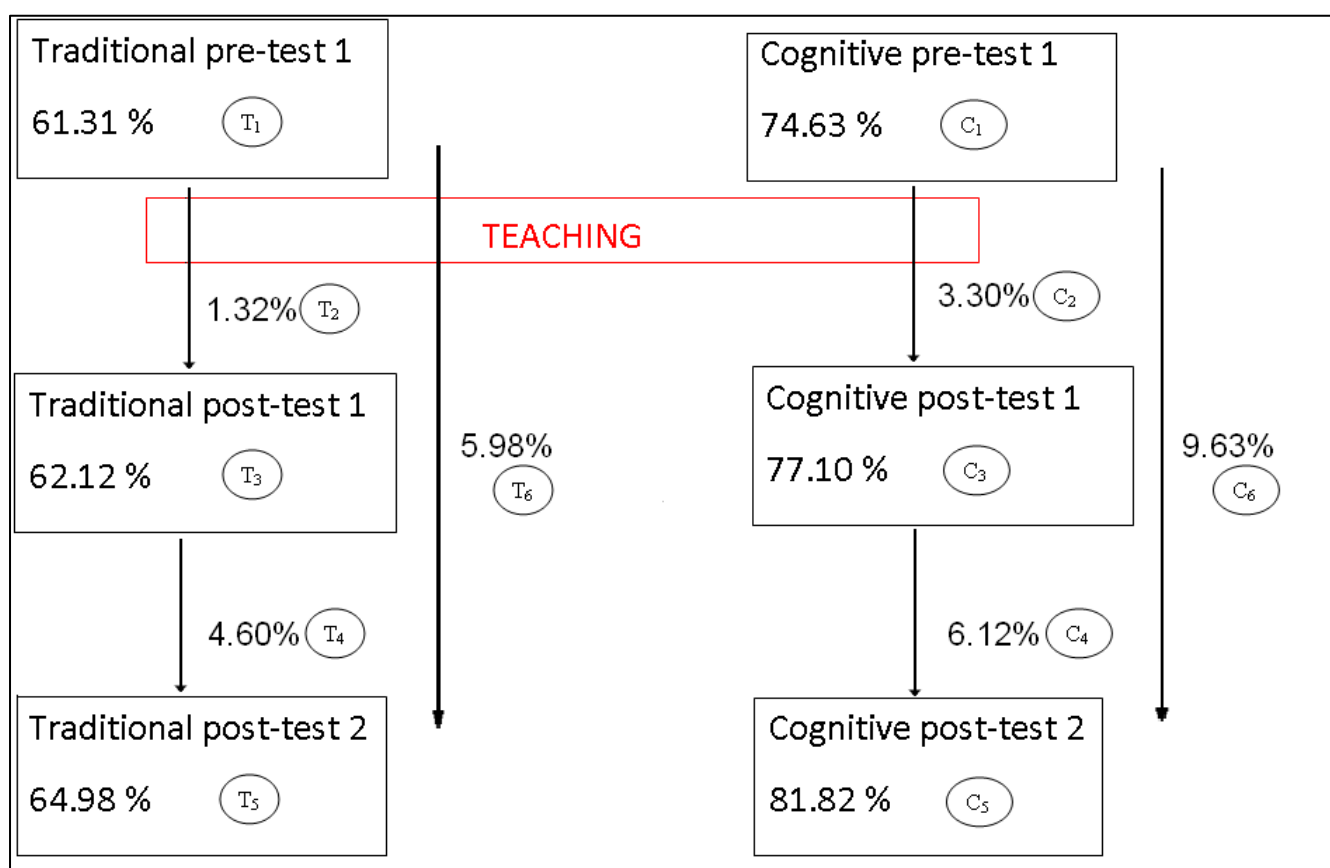 Traditional pre-test 1
61.31 % T₁
Cognitive pre-test 1
74.63 % C₁
TEACHING
1.32% T₂
3.30% C₂
Traditional post-test 1
62.12 % T₃
5.98%
T₆
Cognitive post-test 1
77.10 % C₃
9.63%
C₆
4.60% T₄
6.12% C₄
Traditional post-test 2
64.98 % T₅
Cognitive post-test 2
81.82 % C₅